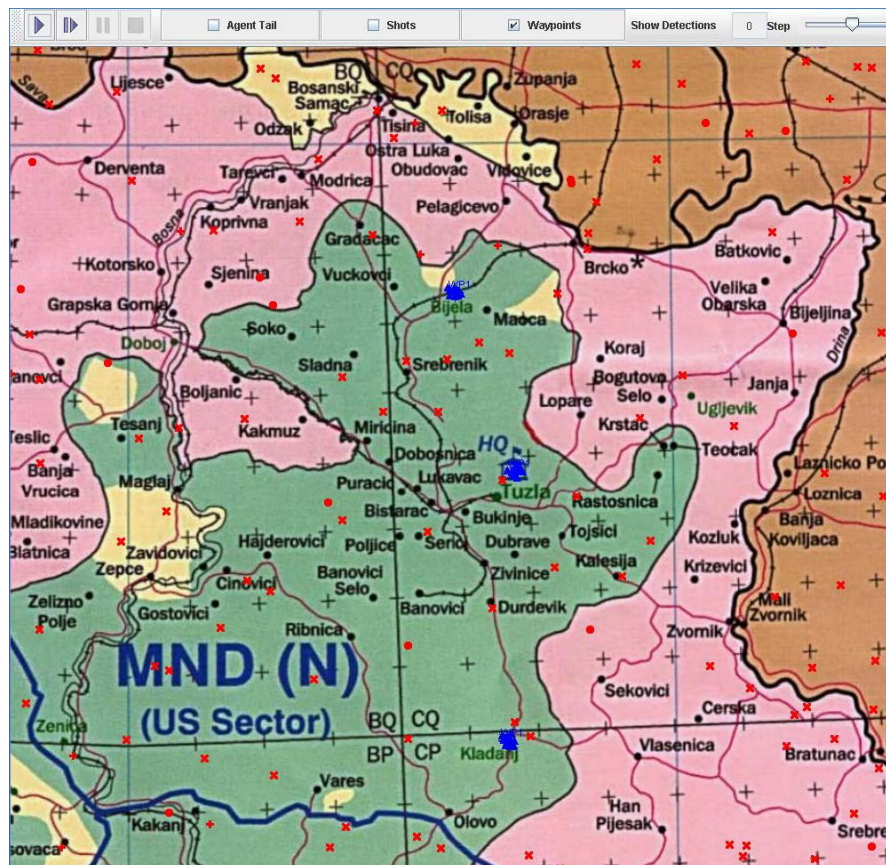 Agent Tail
Shots
Waypoints
Show Detections
0
Step
Lijesce
Sava
BQ
CQ
Bosanski
Samac
Zupanja
Odzak
Tisina
Tolisa
Orasje
Ostra Luka
Derventa
Tarevci
Modrica
Obudovac
Vidovice
Vranjak
Koprivna
Bosna
Pelagicevo
Gradacac
Kotorsko
Sjenina
Vuckovci
Brcko
*
Batkovic
Grapska Gornja
Bijela
Maoca
Velika
Obarska
Bijeljina
Doboj
Soko
Sladna
Srebrenik
Koraj
Drina
Boljanic
Bogutovo
Selo
Janja
Ugljevik
Tesanj
Kakmuz
Miricina
Lopare
Krstac
Teslic
HQ
Dobosnica
Teocak
Banja
Vrucica
Maglaj
Puracic
Lukavac
Tuzla
Rastosnica
Laznicko Po
Loznica
Mladikovine
Bistarac
Bukinje
Banja
Koviljaca
Blatnica
Zavidovici
Hajderovici
Poljice
Serici
Dubrave
Tojsici
Kozluk
Zepce
Cinovici
Banovici
Selo
Zivinice
Kalesija
Krizevici
Zelizno
Polje
Gostovici
Banovici
Durdevik
Mali
Zvornik
Ribnica
Zvornik
MND (N)
(US Sector)
Sekovici
BQ
CQ
Cerska
Zenica
BP
CP
Kladanj
Vlasenica
Bratunac
Vares
Kakanj
Olovo
Han
Pijesak
Srebre
sovaca